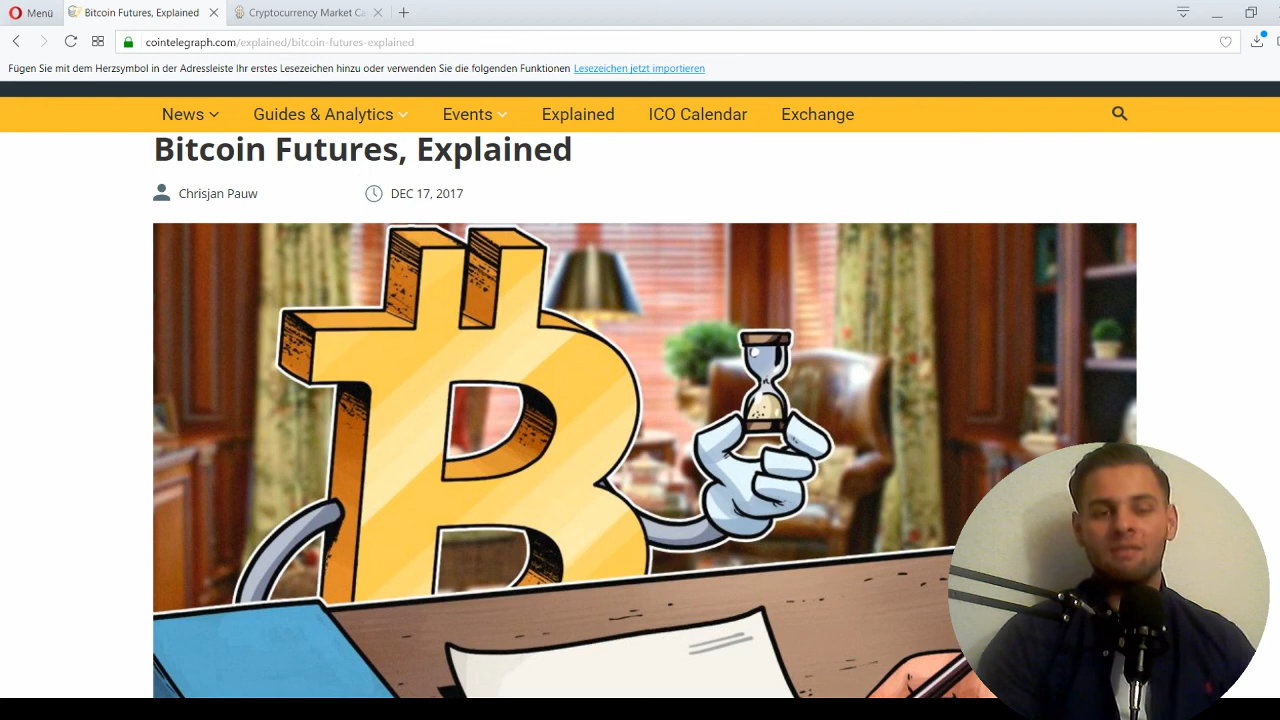 Menü
Bitcoin Futures, Explained
Cryptocurrency Market Ca
cointelegraph.com/explained/bitcoin-futures-explained
Fügen Sie mit dem Herzsymbol in der Adressleiste Ihr erstes Lesezeichen hinzu oder verwenden Sie die folgenden Funktionen Lesezeichen jetzt importieren
News Guides & Analytics Events Explained ICO Calendar Exchange
Bitcoin Futures, Explained
Chrisjan Pauw DEC 17, 2017